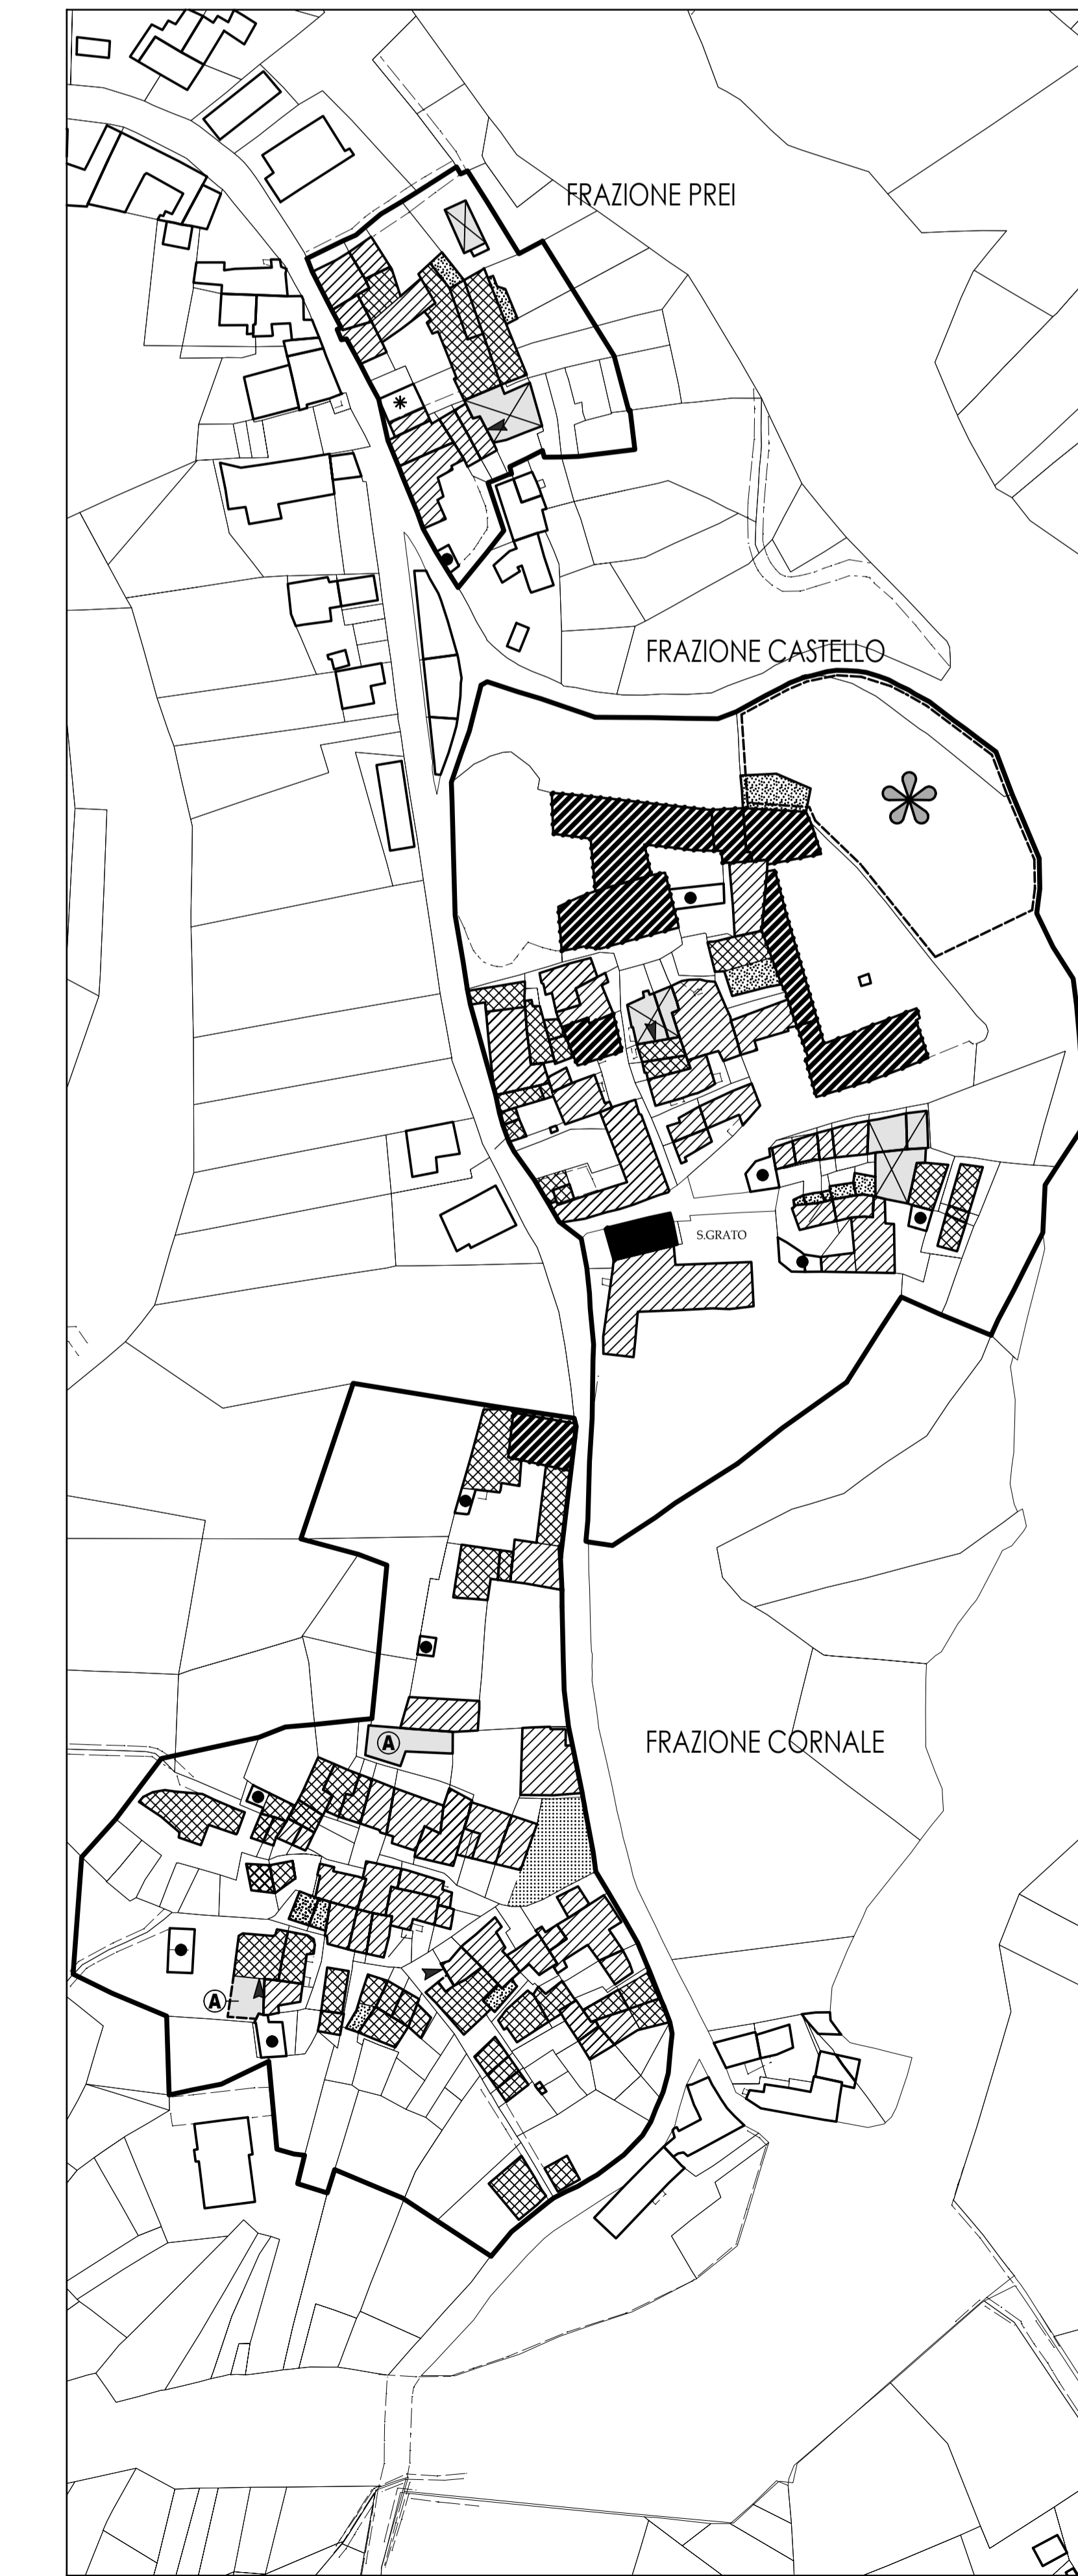 FRAZIONE PREI
FRAZIONE CASTELLO
S.GRATO
FRAZIONE CORNALE
A
A